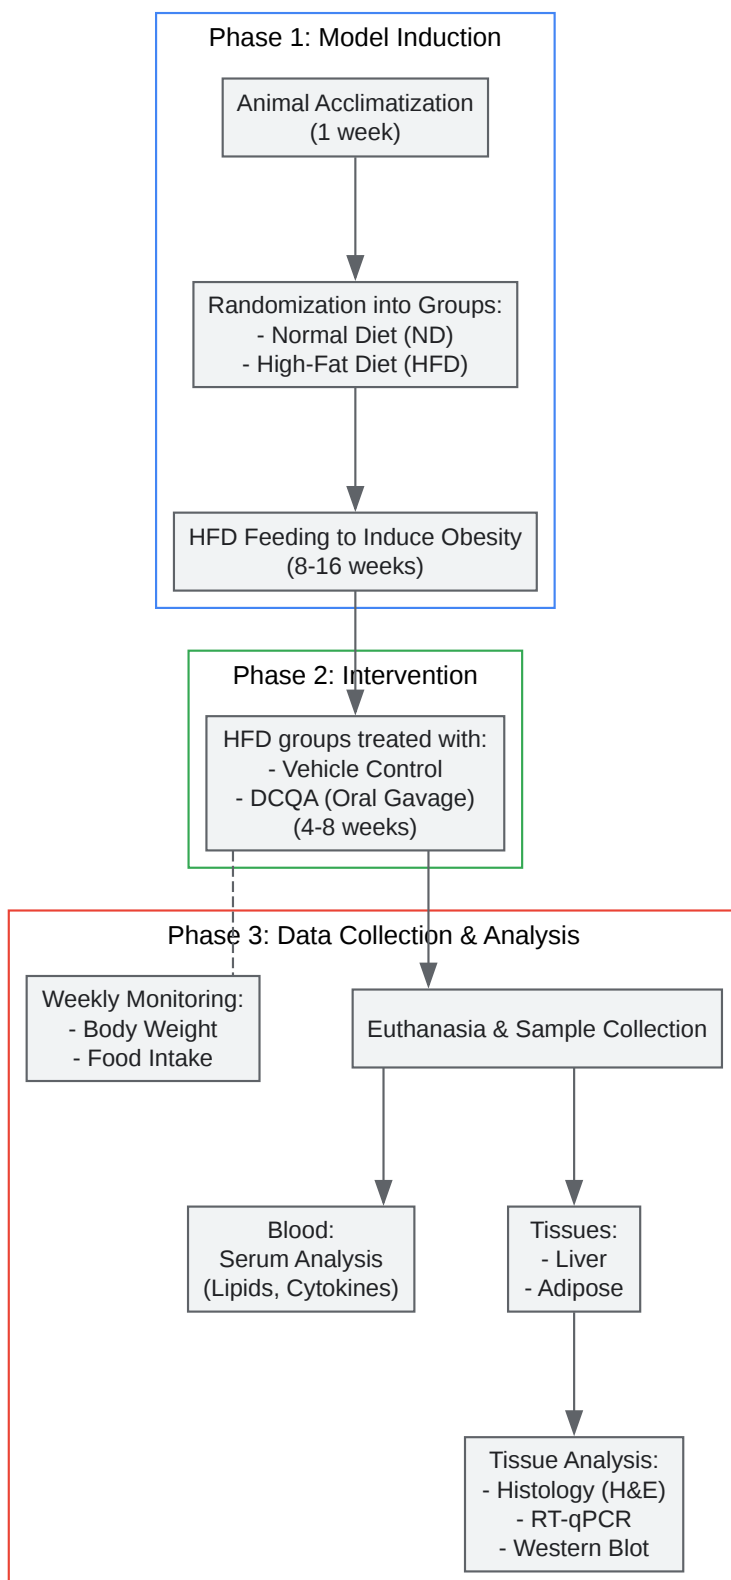 Phase 1: Model Induction
Animal Acclimatization
(1 week)
Randomization into Groups:
- Normal Diet (ND)
- High-Fat Diet (HFD)
HFD Feeding to Induce Obesity
(8-16 weeks)
Phase 2: Intervention
HFD groups treated with:
- Vehicle Control
- DCQA (Oral Gavage)
(4-8 weeks)
Phase 3: Data Collection & Analysis
Weekly Monitoring:
- Body Weight
- Food Intake
Euthanasia & Sample Collection
Blood:
Serum Analysis
(Lipids, Cytokines)
Tissues:
- Liver
- Adipose
Tissue Analysis:
- Histology (H&E)
- RT-qPCR
- Western Blot